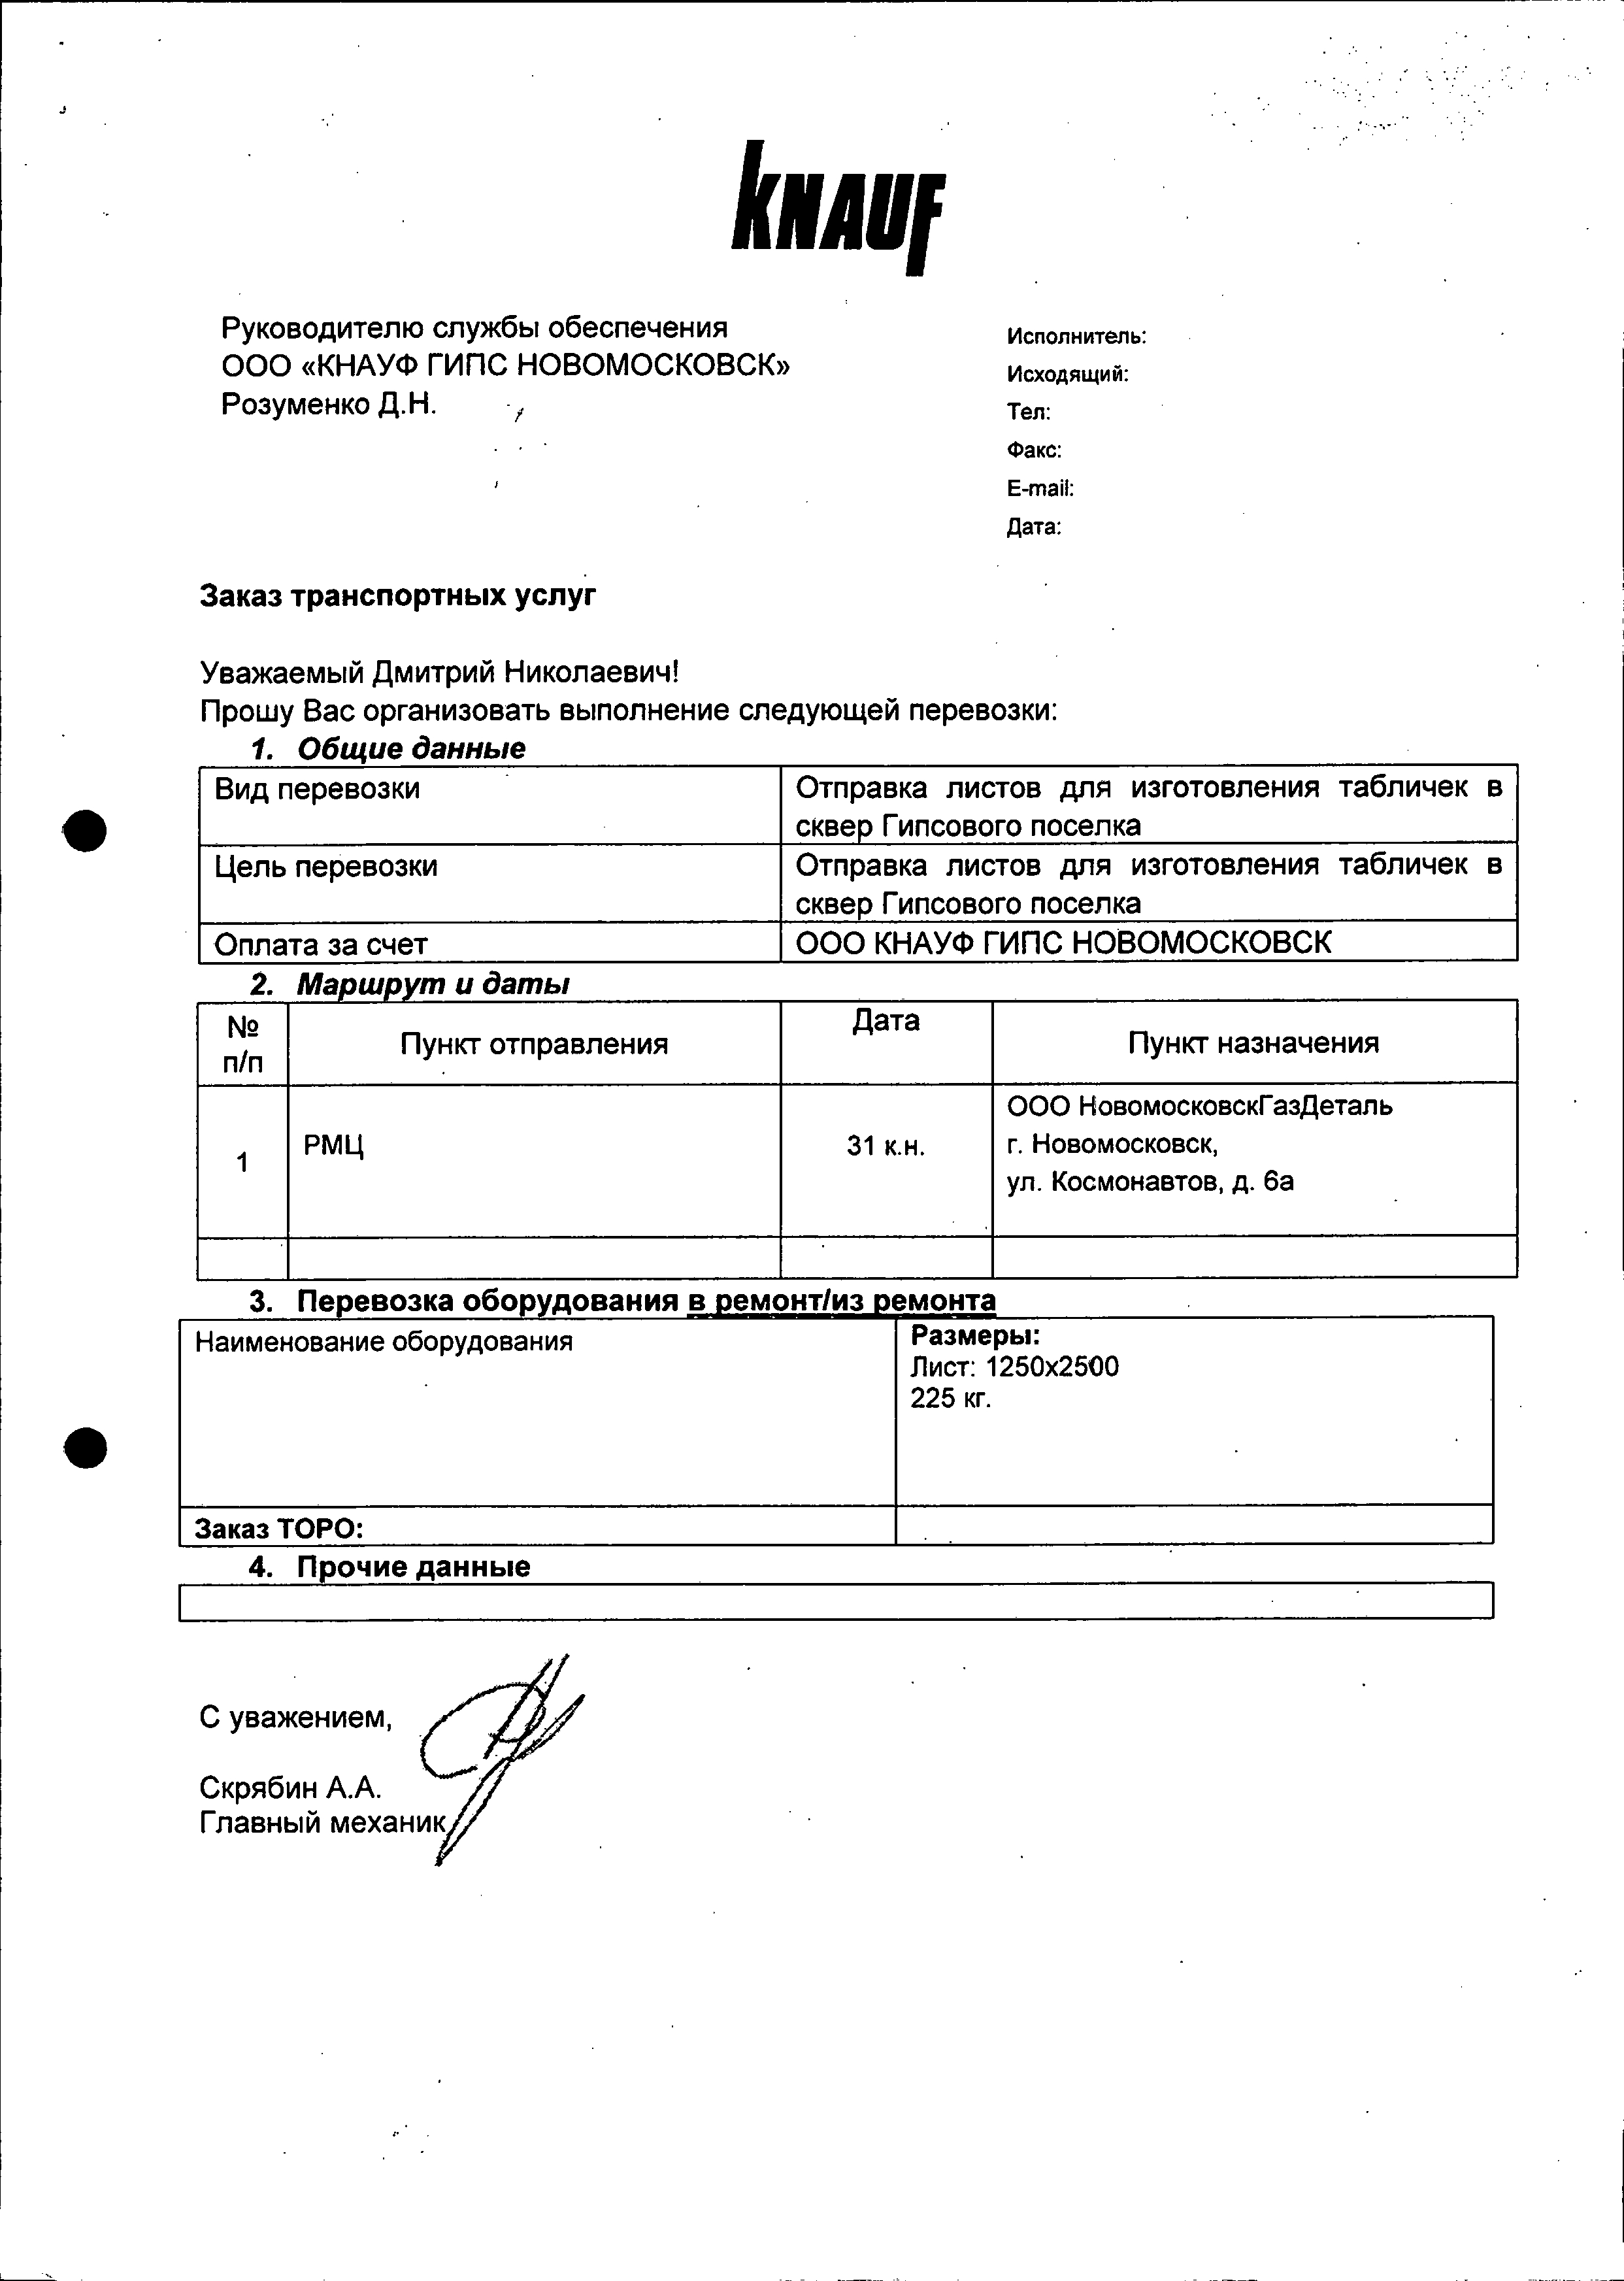 KNAUF
Руководителю службы обеспечения
ООО «КНАУФ ГИПС НОВОМОСКОВСК»
Розуменко Д.Н.
Исполнитель:
Исходящий:
Тел:
Факс:
E-mail:
Дата:
Заказ транспортных услуг
Уважаемый Дмитрий Николаевич!
Прошу Вас организовать выполнение следующей перевозки:
1. Общие данные
Вид перевозки
Отправка листов для изготовления табличек в
сквер Гипсового поселка
Цель перевозки
Отправка листов для изготовления табличек в
сквер Гипсового поселка
Оплата за счет
ООО КНАУФ ГИПС НОВОМОСКОВСК
2. Маршрут и даты
№
п/п
Пункт отправления
Дата
Пункт назначения
1
РМЦ
31 к.н.
ООО НовомосковскГазДеталь
г. Новомосковск,
ул. Космонавтов, д. 6а
3. Перевозка оборудования в ремонт/из ремонта
Наименование оборудования
Размеры:
Лист: 1250х2500
225 кг.
Заказ ТОРО:
4. Прочие данные
С уважением,
Скрябин А.А.
Главный механик